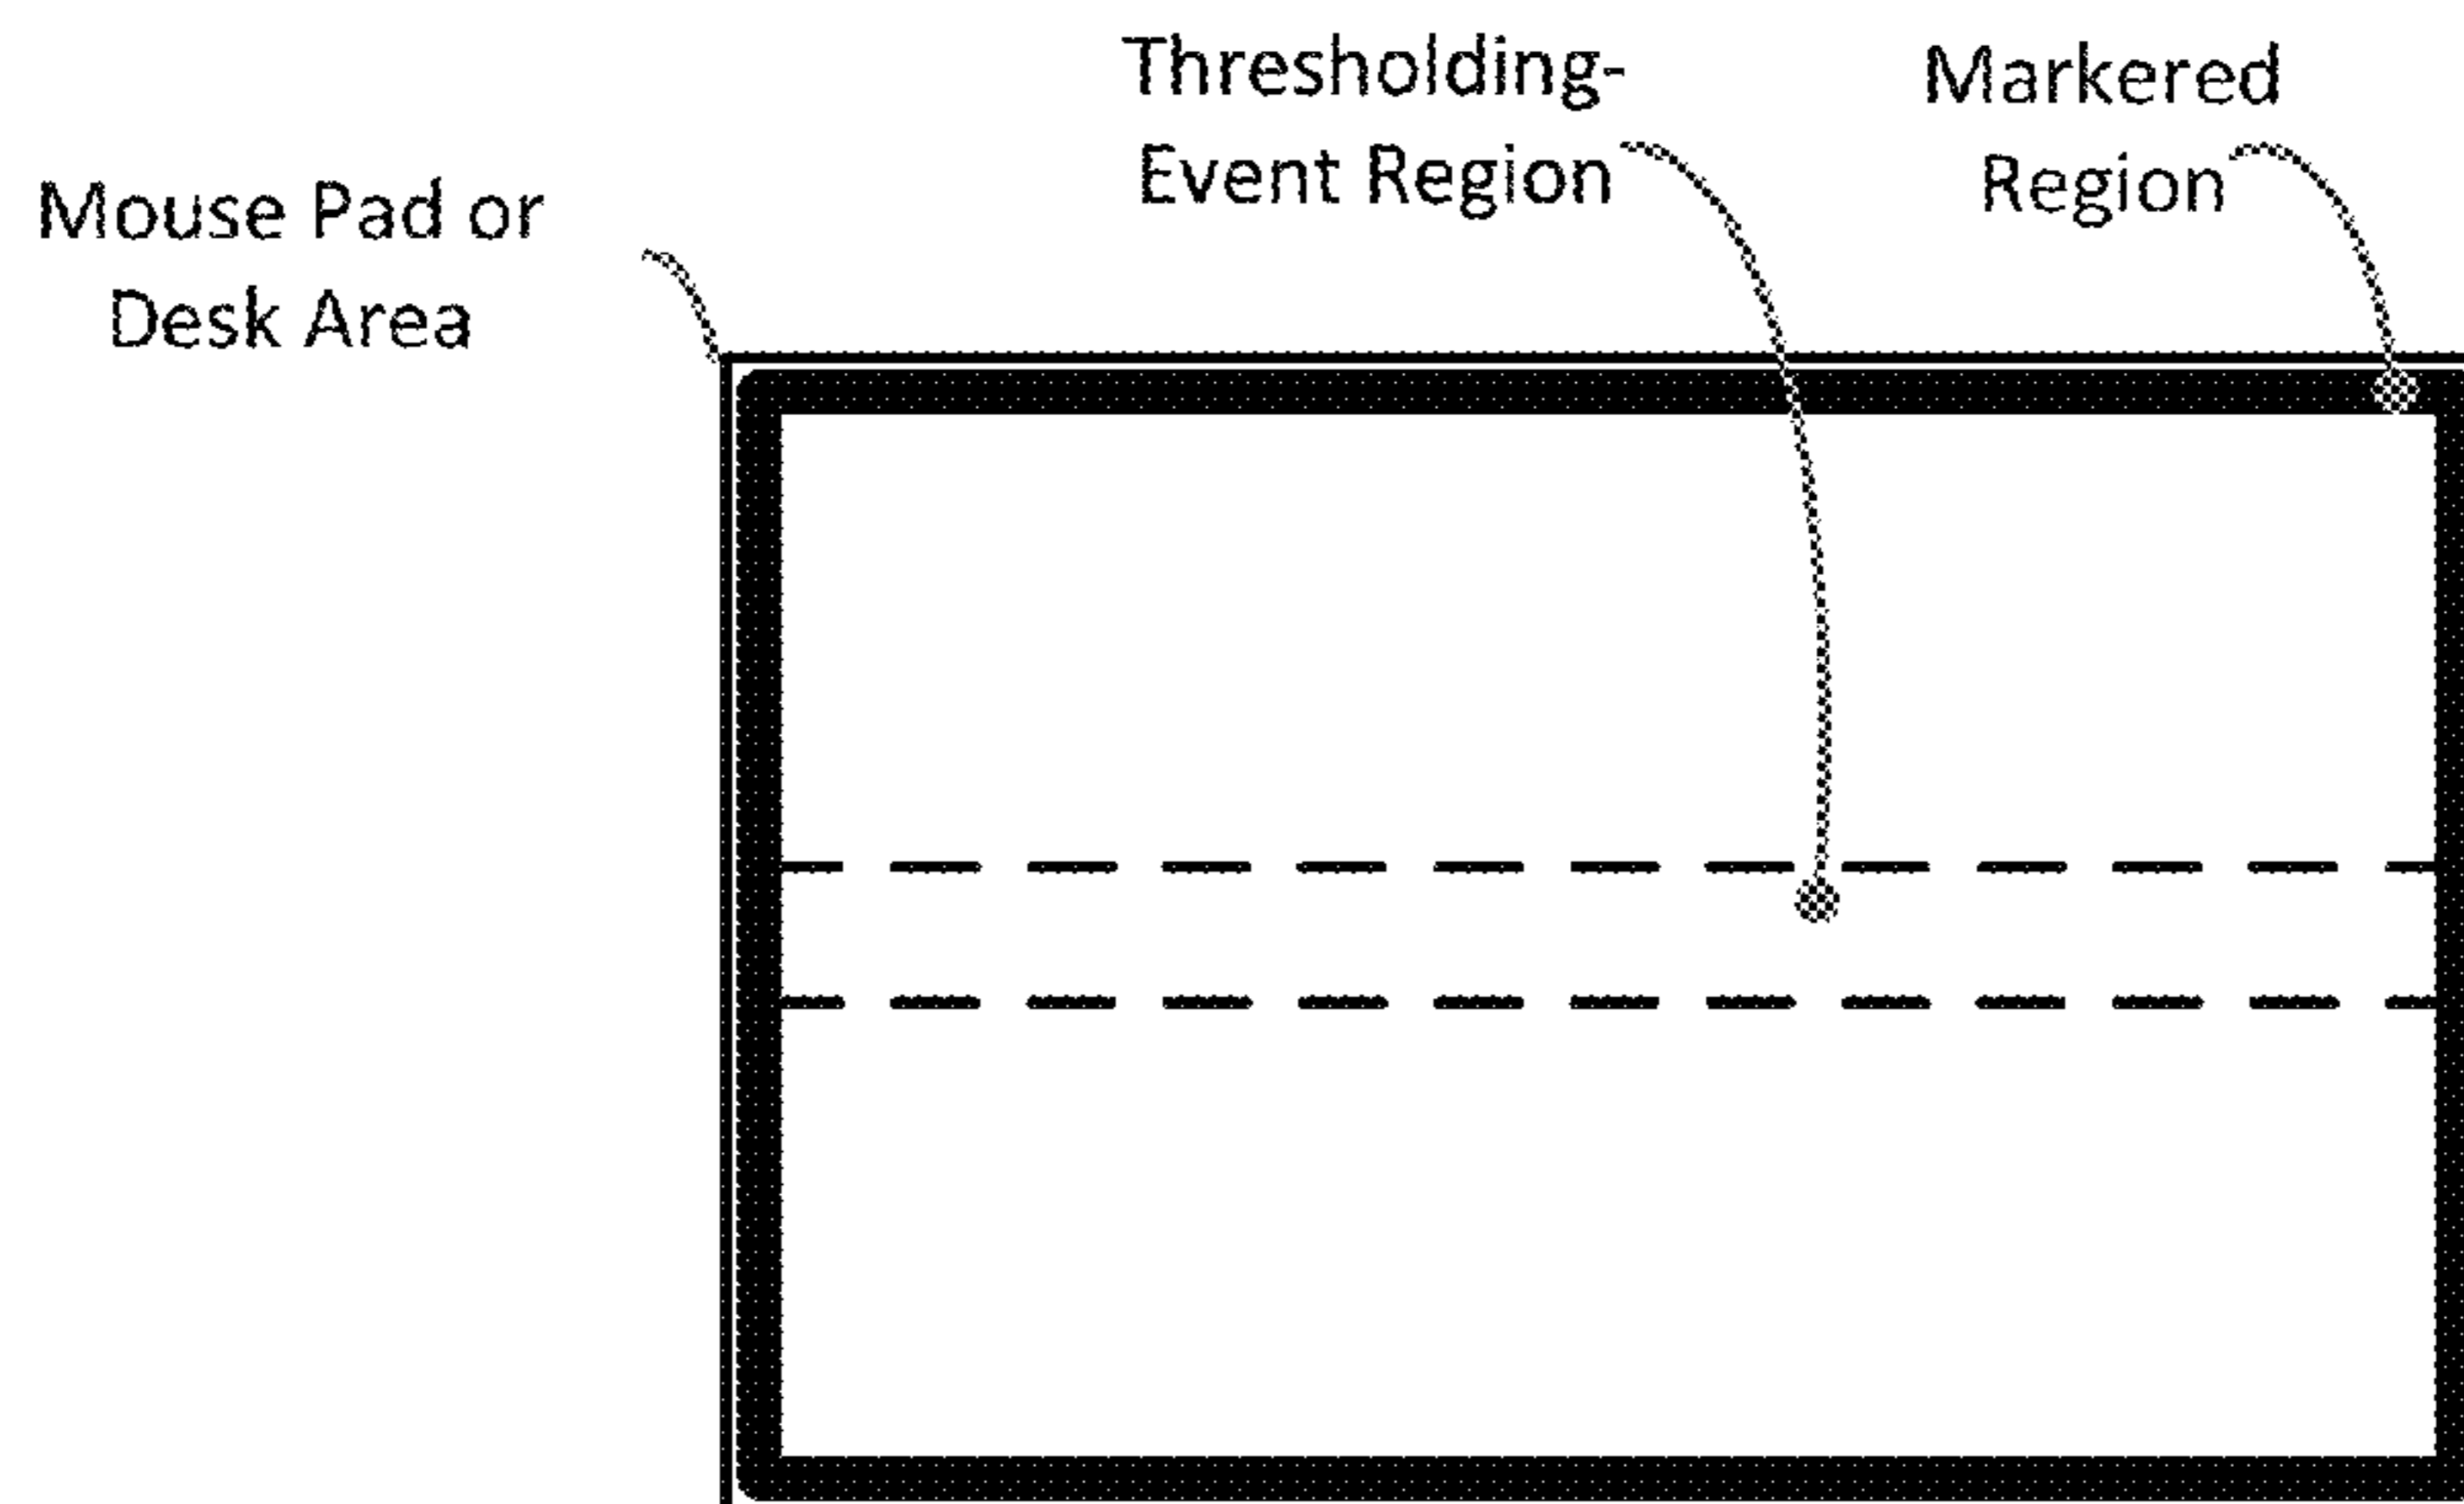 Mouse Pad or
Desk Area
Thresholding-
Event Region
Markered
Region